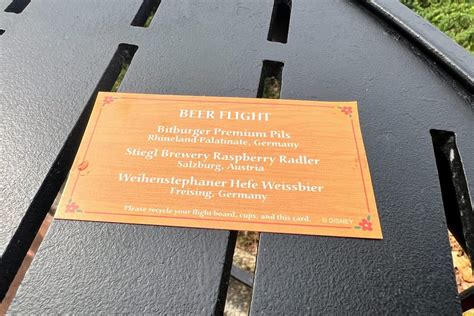 BEER FLIGHT
Bitburger Premium Pils
Rhineland-Palatinate, Germany
Stiegl Brewery Raspberry Radler
Salzburg, Austria
Weihenstephaner Hefe Weissbier
Freising, Germany
Please recycle your flight board, cups, and this card.
© DISNEY